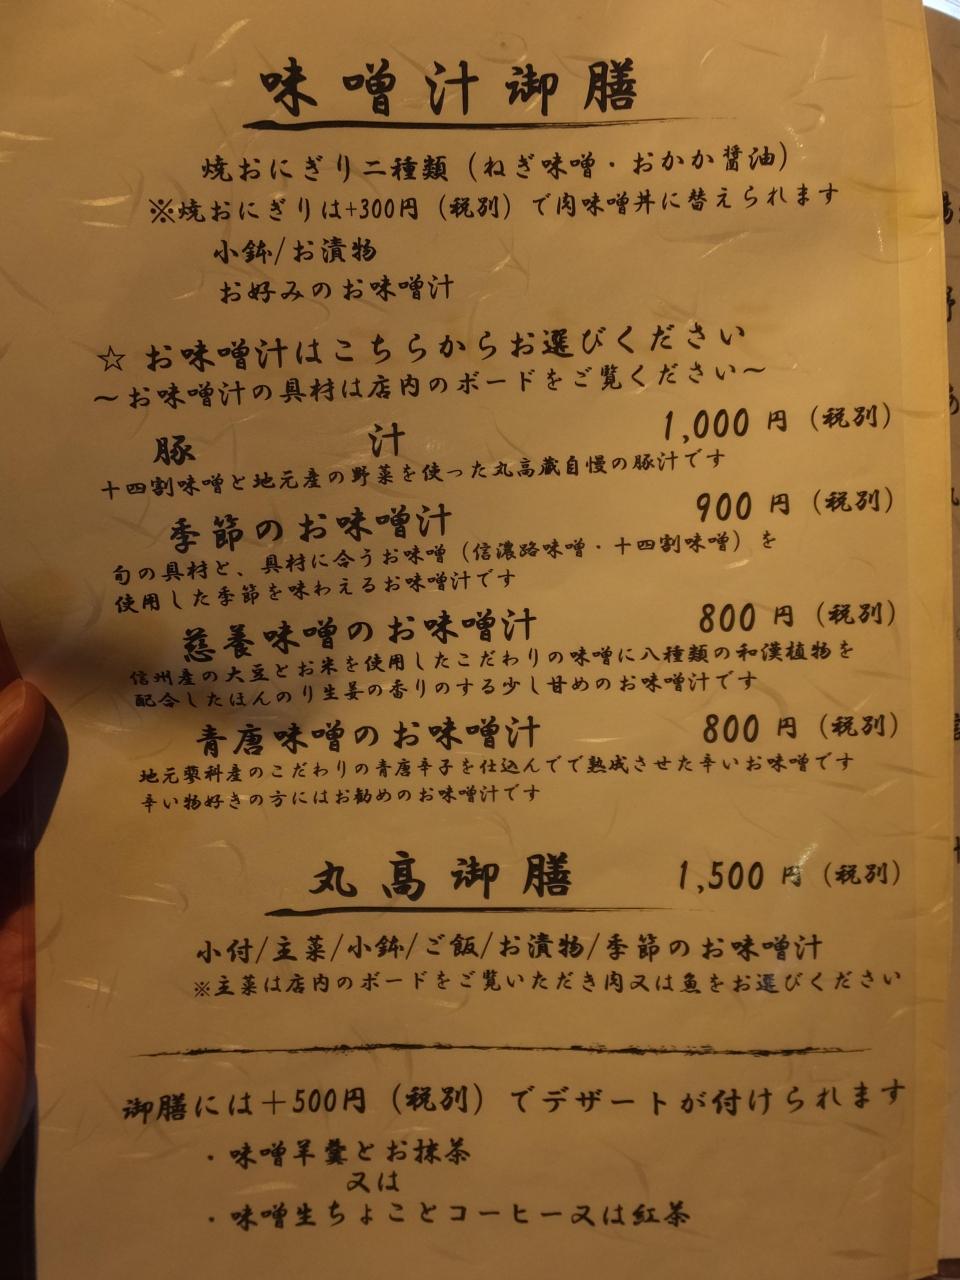 味噌汁御膳
焼おにぎり二種類（ねぎ味噌・おかか醤油）
※焼おにぎりは+300円（税別）で肉味噌丼に替えられます
小鉢/お漬物
お好みのお味噌汁
☆ お味噌汁はこちらからお選びください
～お味噌汁の具材は店内のボードをご覧ください～
豚 汁 1,000 円（税別）
十四割味噌と地元産の野菜を使った丸高蔵自慢の豚汁です
季節のお味噌汁 900 円（税別）
旬の具材と、具材に合うお味噌（信濃路味噌・十四割味噌）を
使用した季節を味わえるお味噌汁です
慈養味噌のお味噌汁 800 円（税別）
信州産の大豆とお米を使用したこだわりの味噌に八種類の和漢植物を
配合したほんのり生姜の香りのする少し甘めのお味噌汁です
青唐味噌のお味噌汁 800 円（税別）
地元蓼科産のこだわりの青唐辛子を仕込んでで熟成させた辛いお味噌です
辛い物好きの方にはお勧めのお味噌汁です
丸高御膳 1,500 円（税別）
小付/主菜/小鉢/ご飯/お漬物/季節のお味噌汁
※主菜は店内のボードをご覧いただき肉又は魚をお選びください
御膳には＋500円（税別）でデザートが付けられます
・味噌羊羹とお抹茶
又は
・味噌生ちょことコーヒー又は紅茶